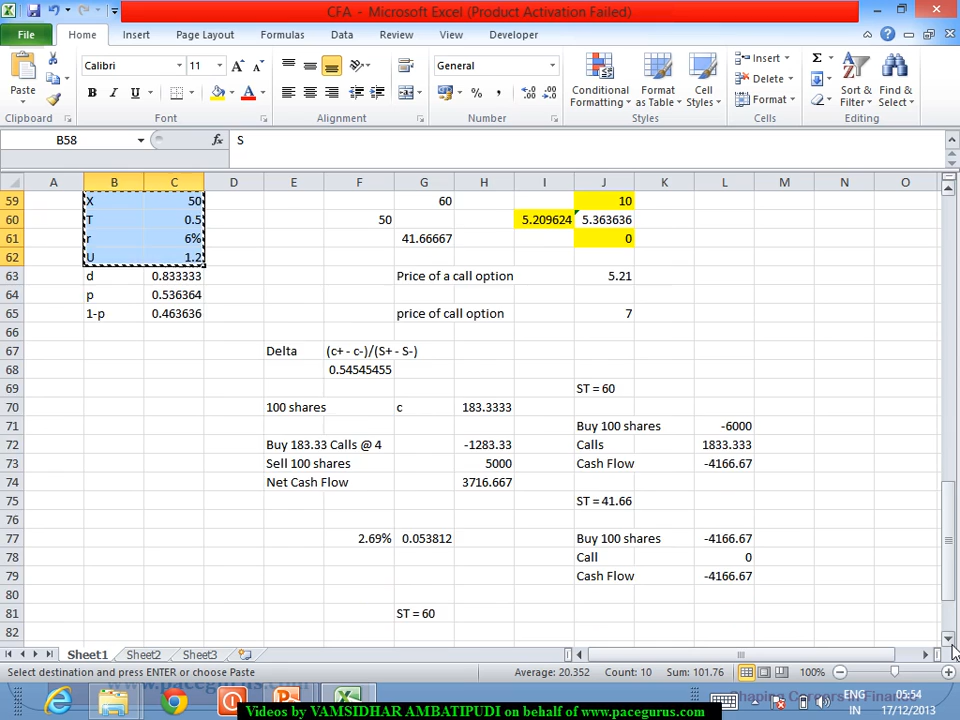 CFA - Microsoft Excel (Product Activation Failed)
File Home Insert Page Layout Formulas Data Review View Developer
Paste Calibri 11 General Conditional Formatting Format as Table Cell Styles Insert Delete Format Sort & Filter Find & Select
Clipboard Font Alignment Number Styles Cells Editing
B58 fx S
A B C D E F G H I J K L M N O
59 X 50 60 10
60 T 0.5 50 5.209624 5.363636
61 r 6% 41.66667 0
62 U 1.2
63 d 0.833333 Price of a call option 5.21
64 p 0.536364
65 1-p 0.463636 price of call option 7
66
67 Delta (c+ - c-)/(S+ - S-)
68 0.54545455
69 ST = 60
70 100 shares c 183.3333
71 Buy 100 shares -6000
72 Buy 183.33 Calls @ 4 -1283.33 Calls 1833.333
73 Sell 100 shares 5000 Cash Flow -4166.67
74 Net Cash Flow 3716.667
75 ST = 41.66
76
77 2.69% 0.053812 Buy 100 shares -4166.67
78 Call 0
79 Cash Flow -4166.67
80
81 ST = 60
82
Sheet1 Sheet2 Sheet3
Select destination and press ENTER or choose Paste Average: 20.352 Count: 10 Sum: 101.76 100%
ENG 05:54
IN 17/12/2013
www.pacegurus.com
Videos by VAMSIDHAR AMBATIPUDI on behalf of www.pacegurus.com